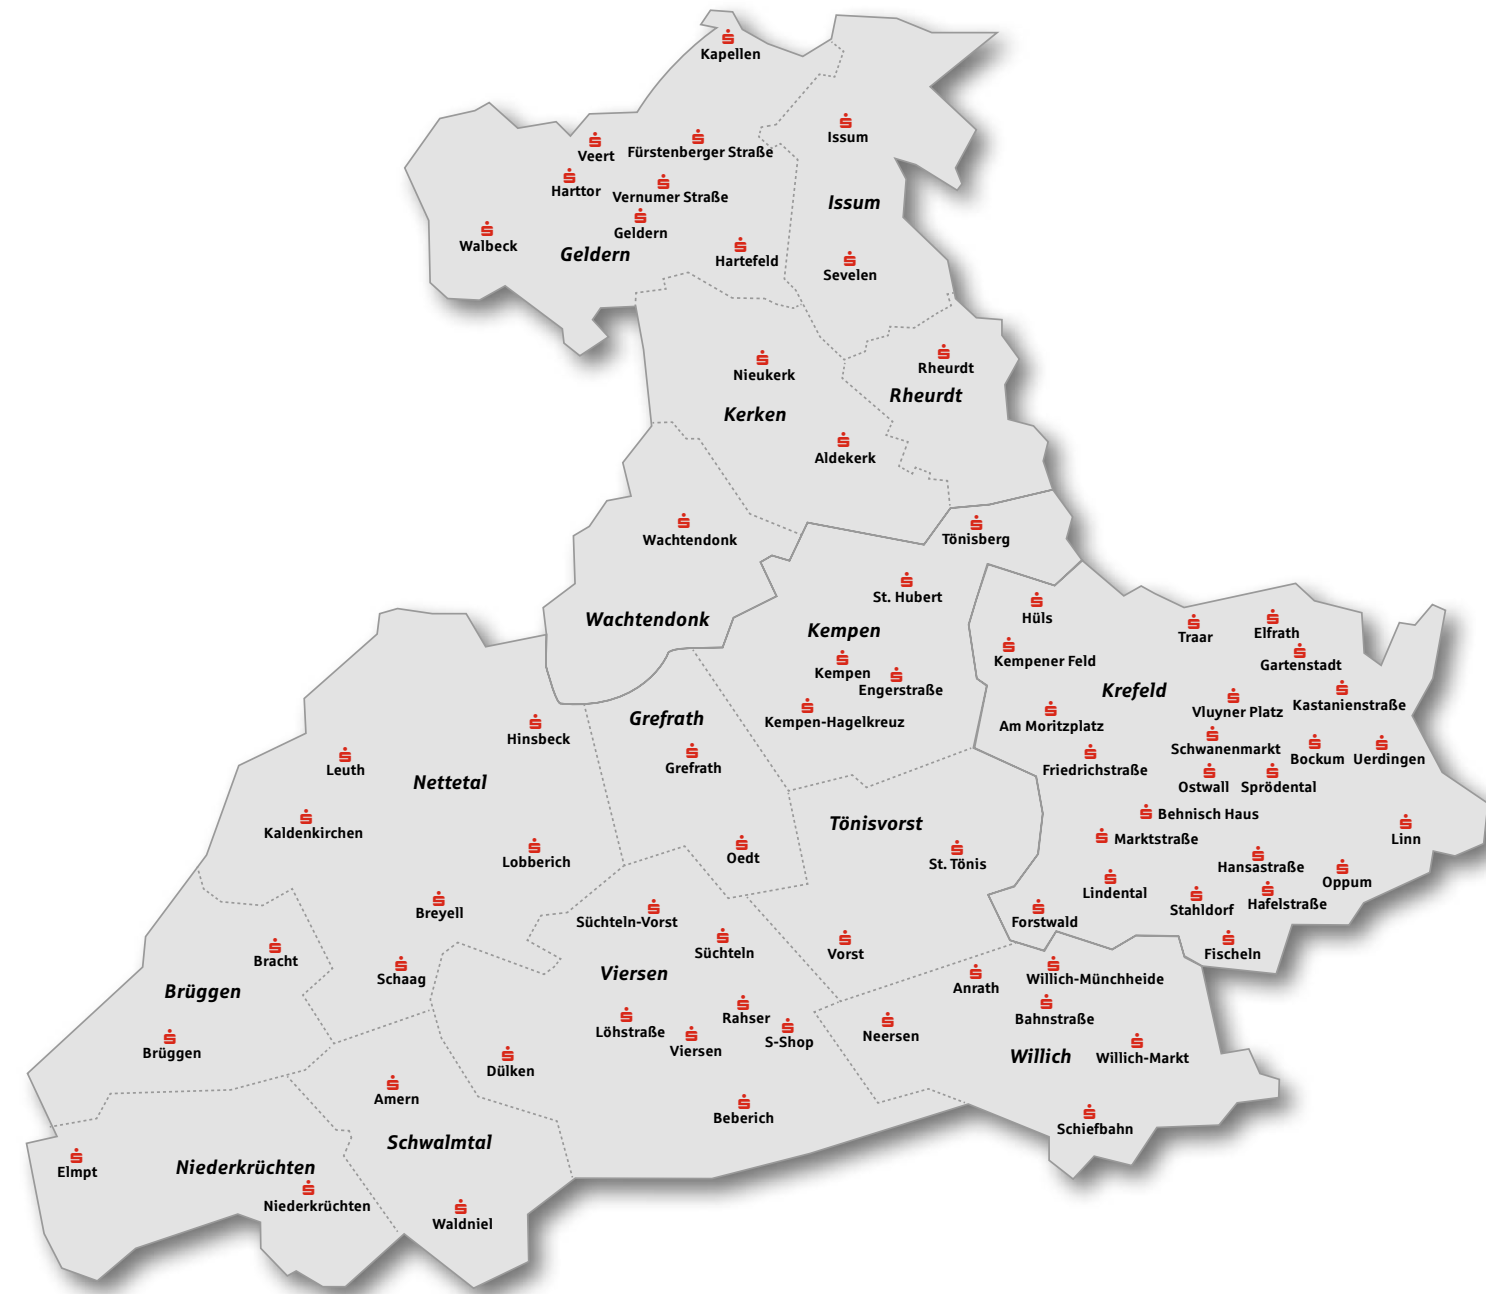 Kapellen
Issum
Veert
Fürstenberger Straße
Harttor
Vernumer Straße
Issum
Geldern
Walbeck
Geldern
Hartefeld
Sevelen
Nieukerk
Rheurdt
Rheurdt
Kerken
Aldekerk
Wachtendonk
Tönisberg
St. Hubert
Wachtendonk
Kempen
Hüls
Traar
Elfrath
Kempener Feld
Gartenstadt
Kempen
Engerstraße
Krefeld
Kempen-Hagelkreuz
Vluyner Platz
Kastanienstraße
Grefrath
Am Moritzplatz
Hinsbeck
Schwanenmarkt
Bockum
Uerdingen
Grefrath
Leuth
Friedrichstraße
Nettetal
Ostwall
Sprödental
Kaldenkirchen
Tönisvorst
Behnisch Haus
Marktstraße
Linn
Lobberich
Oedt
St. Tönis
Hansastraße
Oppum
Lindental
Breyell
Süchteln-Vorst
Forstwald
Stahldorf
Hafelstraße
Süchteln
Vorst
Fischeln
Bracht
Schaag
Viersen
Anrath
Willich-Münchheide
Brüggen
Rahser
Bahnstraße
Löhstraße
S-Shop
Neersen
Brüggen
Viersen
Willich
Willich-Markt
Dülken
Amern
Beberich
Schiefbahn
Schwalmtal
Elmpt
Niederkrüchten
Niederkrüchten
Waldniel